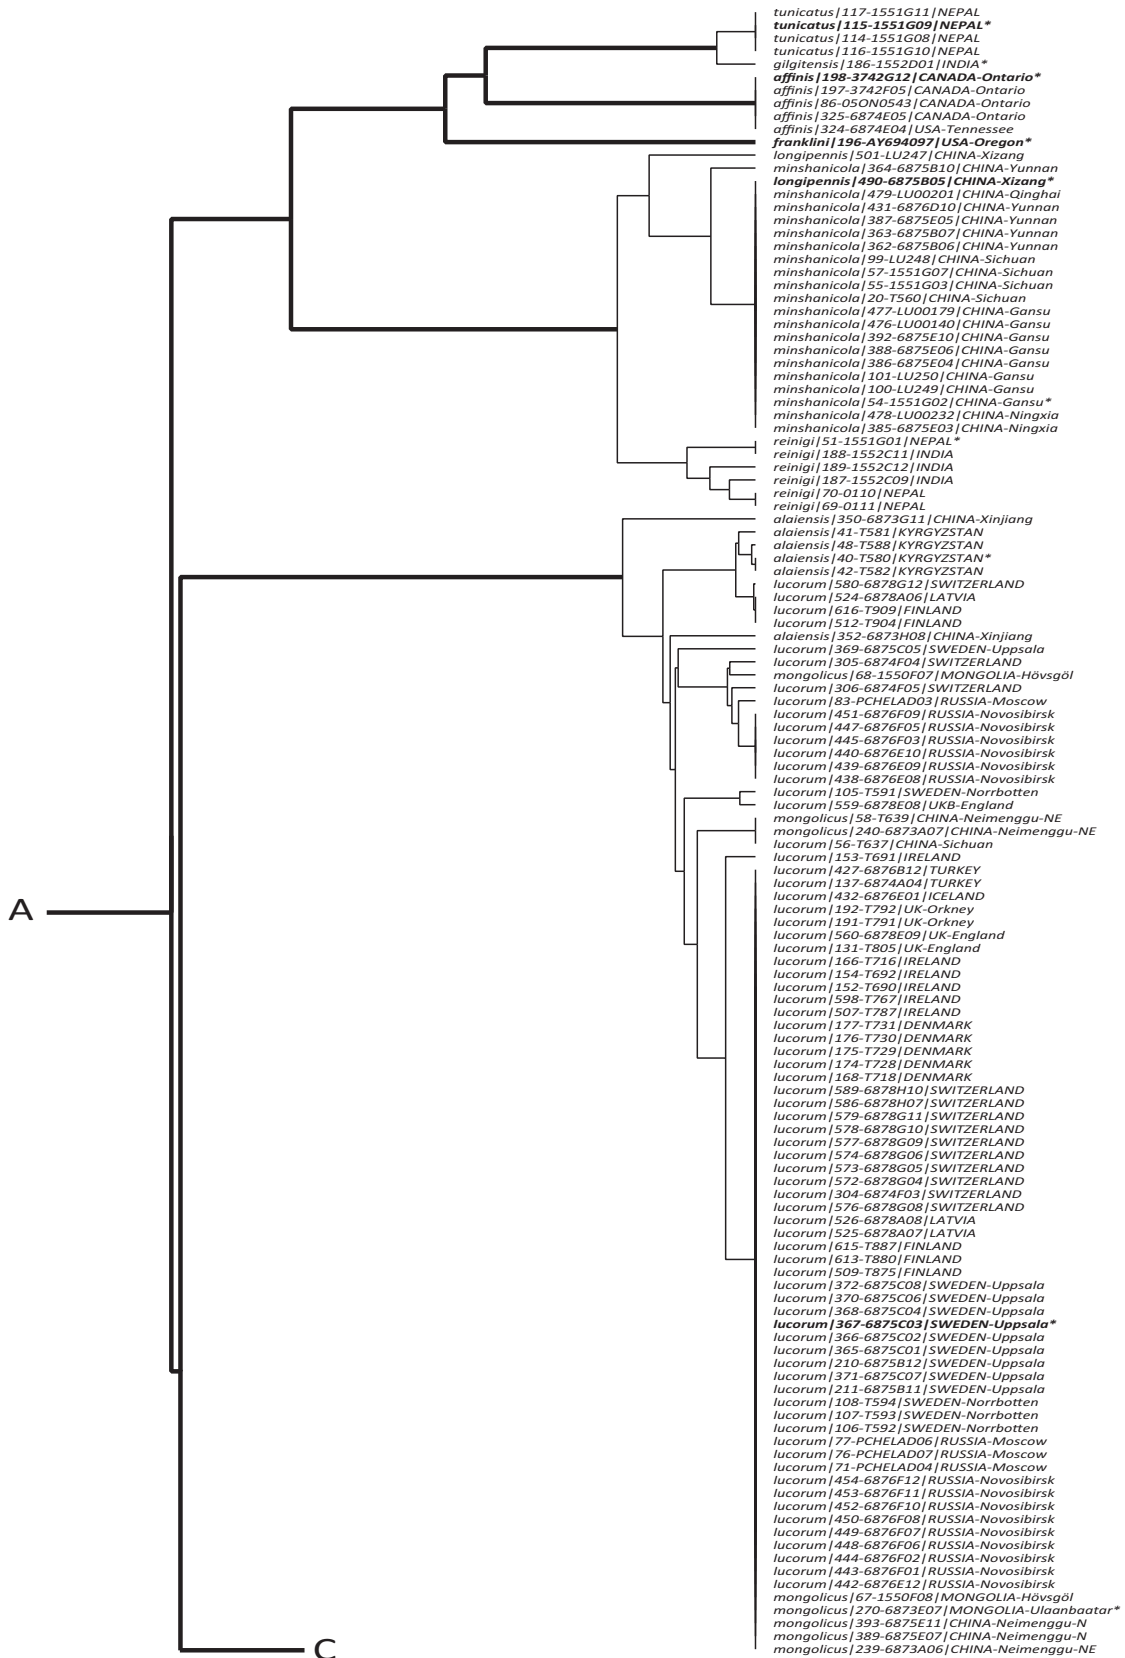 tunicatus|117-1551G11|NEPAL
tunicatus|115-1551G09|NEPAL*
tunicatus|114-1551G08|NEPAL
tunicatus|116-1551G10|NEPAL
gilgitensis|186-1552D01|INDIA*
affinis|198-3742G12|CANADA-Ontario*
affinis|197-3742F05|CANADA-Ontario
affinis|86-05ON0543|CANADA-Ontario
affinis|325-6874E05|CANADA-Ontario
affinis|324-6874E04|USA-Tennessee
franklini|196-AY694097|USA-Oregon*
longipennis|501-LU247|CHINA-Xizang
minshanicola|364-6875B10|CHINA-Yunnan
longipennis|490-6875B05|CHINA-Xizang*
minshanicola|479-LU00201|CHINA-Qinghai
minshanicola|431-6876D10|CHINA-Yunnan
minshanicola|387-6875E05|CHINA-Yunnan
minshanicola|363-6875B07|CHINA-Yunnan
minshanicola|362-6875B06|CHINA-Yunnan
minshanicola|99-LU248|CHINA-Sichuan
minshanicola|57-1551G07|CHINA-Sichuan
minshanicola|55-1551G03|CHINA-Sichuan
minshanicola|20-T560|CHINA-Sichuan
minshanicola|477-LU00179|CHINA-Gansu
minshanicola|476-LU00140|CHINA-Gansu
minshanicola|392-6875E10|CHINA-Gansu
minshanicola|388-6875E06|CHINA-Gansu
minshanicola|386-6875E04|CHINA-Gansu
minshanicola|101-LU250|CHINA-Gansu
minshanicola|100-LU249|CHINA-Gansu
minshanicola|54-1551G02|CHINA-Gansu*
minshanicola|478-LU00232|CHINA-Ningxia
minshanicola|385-6875E03|CHINA-Ningxia
reinigi|51-1551G01|NEPAL*
reinigi|188-1552C11|INDIA
reinigi|189-1552C12|INDIA
reinigi|187-1552C09|INDIA
reinigi|70-0110|NEPAL
reinigi|69-0111|NEPAL
alaiensis|350-6873G11|CHINA-Xinjiang
alaiensis|41-T581|KYRGYZSTAN
alaiensis|48-T588|KYRGYZSTAN
alaiensis|40-T580|KYRGYZSTAN*
alaiensis|42-T582|KYRGYZSTAN
lucorum|580-6878G12|SWITZERLAND
lucorum|524-6878A06|LATVIA
lucorum|616-T909|FINLAND
lucorum|512-T904|FINLAND
alaiensis|352-6873H08|CHINA-Xinjiang
lucorum|369-6875C05|SWEDEN-Uppsala
lucorum|305-6874F04|SWITZERLAND
mongolicus|68-1550F07|MONGOLIA-Hövsgöl
lucorum|306-6874F05|SWITZERLAND
lucorum|83-PCHELAD03|RUSSIA-Moscow
lucorum|451-6876F09|RUSSIA-Novosibirsk
lucorum|447-6876F05|RUSSIA-Novosibirsk
lucorum|445-6876F03|RUSSIA-Novosibirsk
lucorum|440-6876E10|RUSSIA-Novosibirsk
lucorum|439-6876E09|RUSSIA-Novosibirsk
lucorum|438-6876E08|RUSSIA-Novosibirsk
lucorum|105-T591|SWEDEN-Norrbotten
lucorum|559-6878E08|UKB-England
mongolicus|58-T639|CHINA-Neimenggu-NE
mongolicus|240-6873A07|CHINA-Neimenggu-NE
lucorum|56-T637|CHINA-Sichuan
lucorum|153-T691|IRELAND
lucorum|427-6876B12|TURKEY
lucorum|137-6874A04|TURKEY
lucorum|432-6876E01|ICELAND
A
lucorum|192-T792|UK-Orkney
lucorum|191-T791|UK-Orkney
lucorum|560-6878E09|UK-England
lucorum|131-T805|UK-England
lucorum|166-T716|IRELAND
lucorum|154-T692|IRELAND
lucorum|152-T690|IRELAND
lucorum|598-T767|IRELAND
lucorum|507-T787|IRELAND
lucorum|177-T731|DENMARK
lucorum|176-T730|DENMARK
lucorum|175-T729|DENMARK
lucorum|174-T728|DENMARK
lucorum|168-T718|DENMARK
lucorum|589-6878H10|SWITZERLAND
lucorum|586-6878H07|SWITZERLAND
lucorum|579-6878G11|SWITZERLAND
lucorum|578-6878G10|SWITZERLAND
lucorum|577-6878G09|SWITZERLAND
lucorum|574-6878G06|SWITZERLAND
lucorum|573-6878G05|SWITZERLAND
lucorum|572-6878G04|SWITZERLAND
lucorum|304-6874F03|SWITZERLAND
lucorum|576-6878G08|SWITZERLAND
lucorum|526-6878A08|LATVIA
lucorum|525-6878A07|LATVIA
lucorum|615-T887|FINLAND
lucorum|613-T880|FINLAND
lucorum|509-T875|FINLAND
lucorum|372-6875C08|SWEDEN-Uppsala
lucorum|370-6875C06|SWEDEN-Uppsala
lucorum|368-6875C04|SWEDEN-Uppsala
lucorum|367-6875C03|SWEDEN-Uppsala*
lucorum|366-6875C02|SWEDEN-Uppsala
lucorum|365-6875C01|SWEDEN-Uppsala
lucorum|210-6875B12|SWEDEN-Uppsala
lucorum|371-6875C07|SWEDEN-Uppsala
lucorum|211-6875B11|SWEDEN-Uppsala
lucorum|108-T594|SWEDEN-Norrbotten
lucorum|107-T593|SWEDEN-Norrbotten
lucorum|106-T592|SWEDEN-Norrbotten
lucorum|77-PCHELAD06|RUSSIA-Moscow
lucorum|76-PCHELAD07|RUSSIA-Moscow
lucorum|71-PCHELAD04|RUSSIA-Moscow
lucorum|454-6876F12|RUSSIA-Novosibirsk
lucorum|453-6876F11|RUSSIA-Novosibirsk
lucorum|452-6876F10|RUSSIA-Novosibirsk
lucorum|450-6876F08|RUSSIA-Novosibirsk
lucorum|449-6876F07|RUSSIA-Novosibirsk
lucorum|448-6876F06|RUSSIA-Novosibirsk
lucorum|444-6876F02|RUSSIA-Novosibirsk
lucorum|443-6876F01|RUSSIA-Novosibirsk
lucorum|442-6876E12|RUSSIA-Novosibirsk
mongolicus|67-1550F08|MONGOLIA-Hövsgöl
mongolicus|270-6873E07|MONGOLIA-Ulaanbaatar*
mongolicus|393-6875E11|CHINA-Neimenggu-N
mongolicus|389-6875E07|CHINA-Neimenggu-N
mongolicus|239-6873A06|CHINA-Neimenggu-NE
C